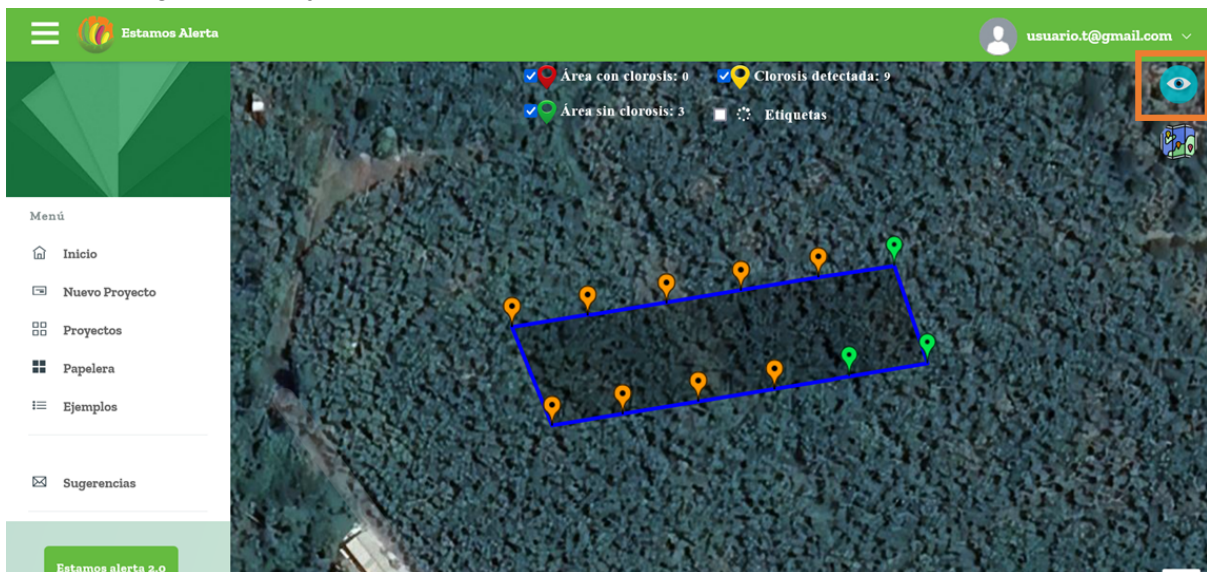 Estamos Alerta
usuario.t@gmail.com
Área con clorosis: 0
Clorosis detectada: 9
Área sin clorosis: 3
Etiquetas
Menú
Inicio
Nuevo Proyecto
Proyectos
Papelera
Ejemplos
Sugerencias
Estamos alerta 2.0